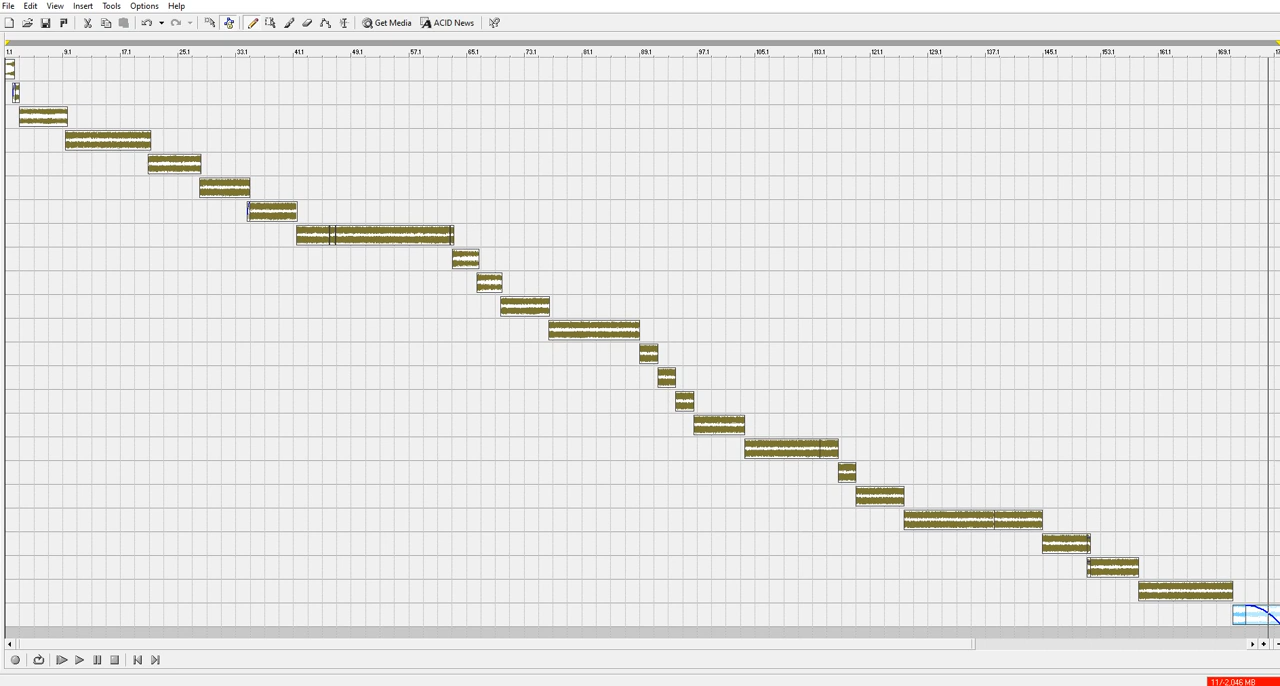 File Edit View Insert Tools Options Help
Get Media ACID News
1.1 9.1 17.1 25.1 33.1 41.1 49.1 57.1 65.1 73.1 81.1 89.1 97.1 105.1 113.1 121.1 129.1 137.1 145.1 153.1 161.1 169.1
11/-2,046 MB